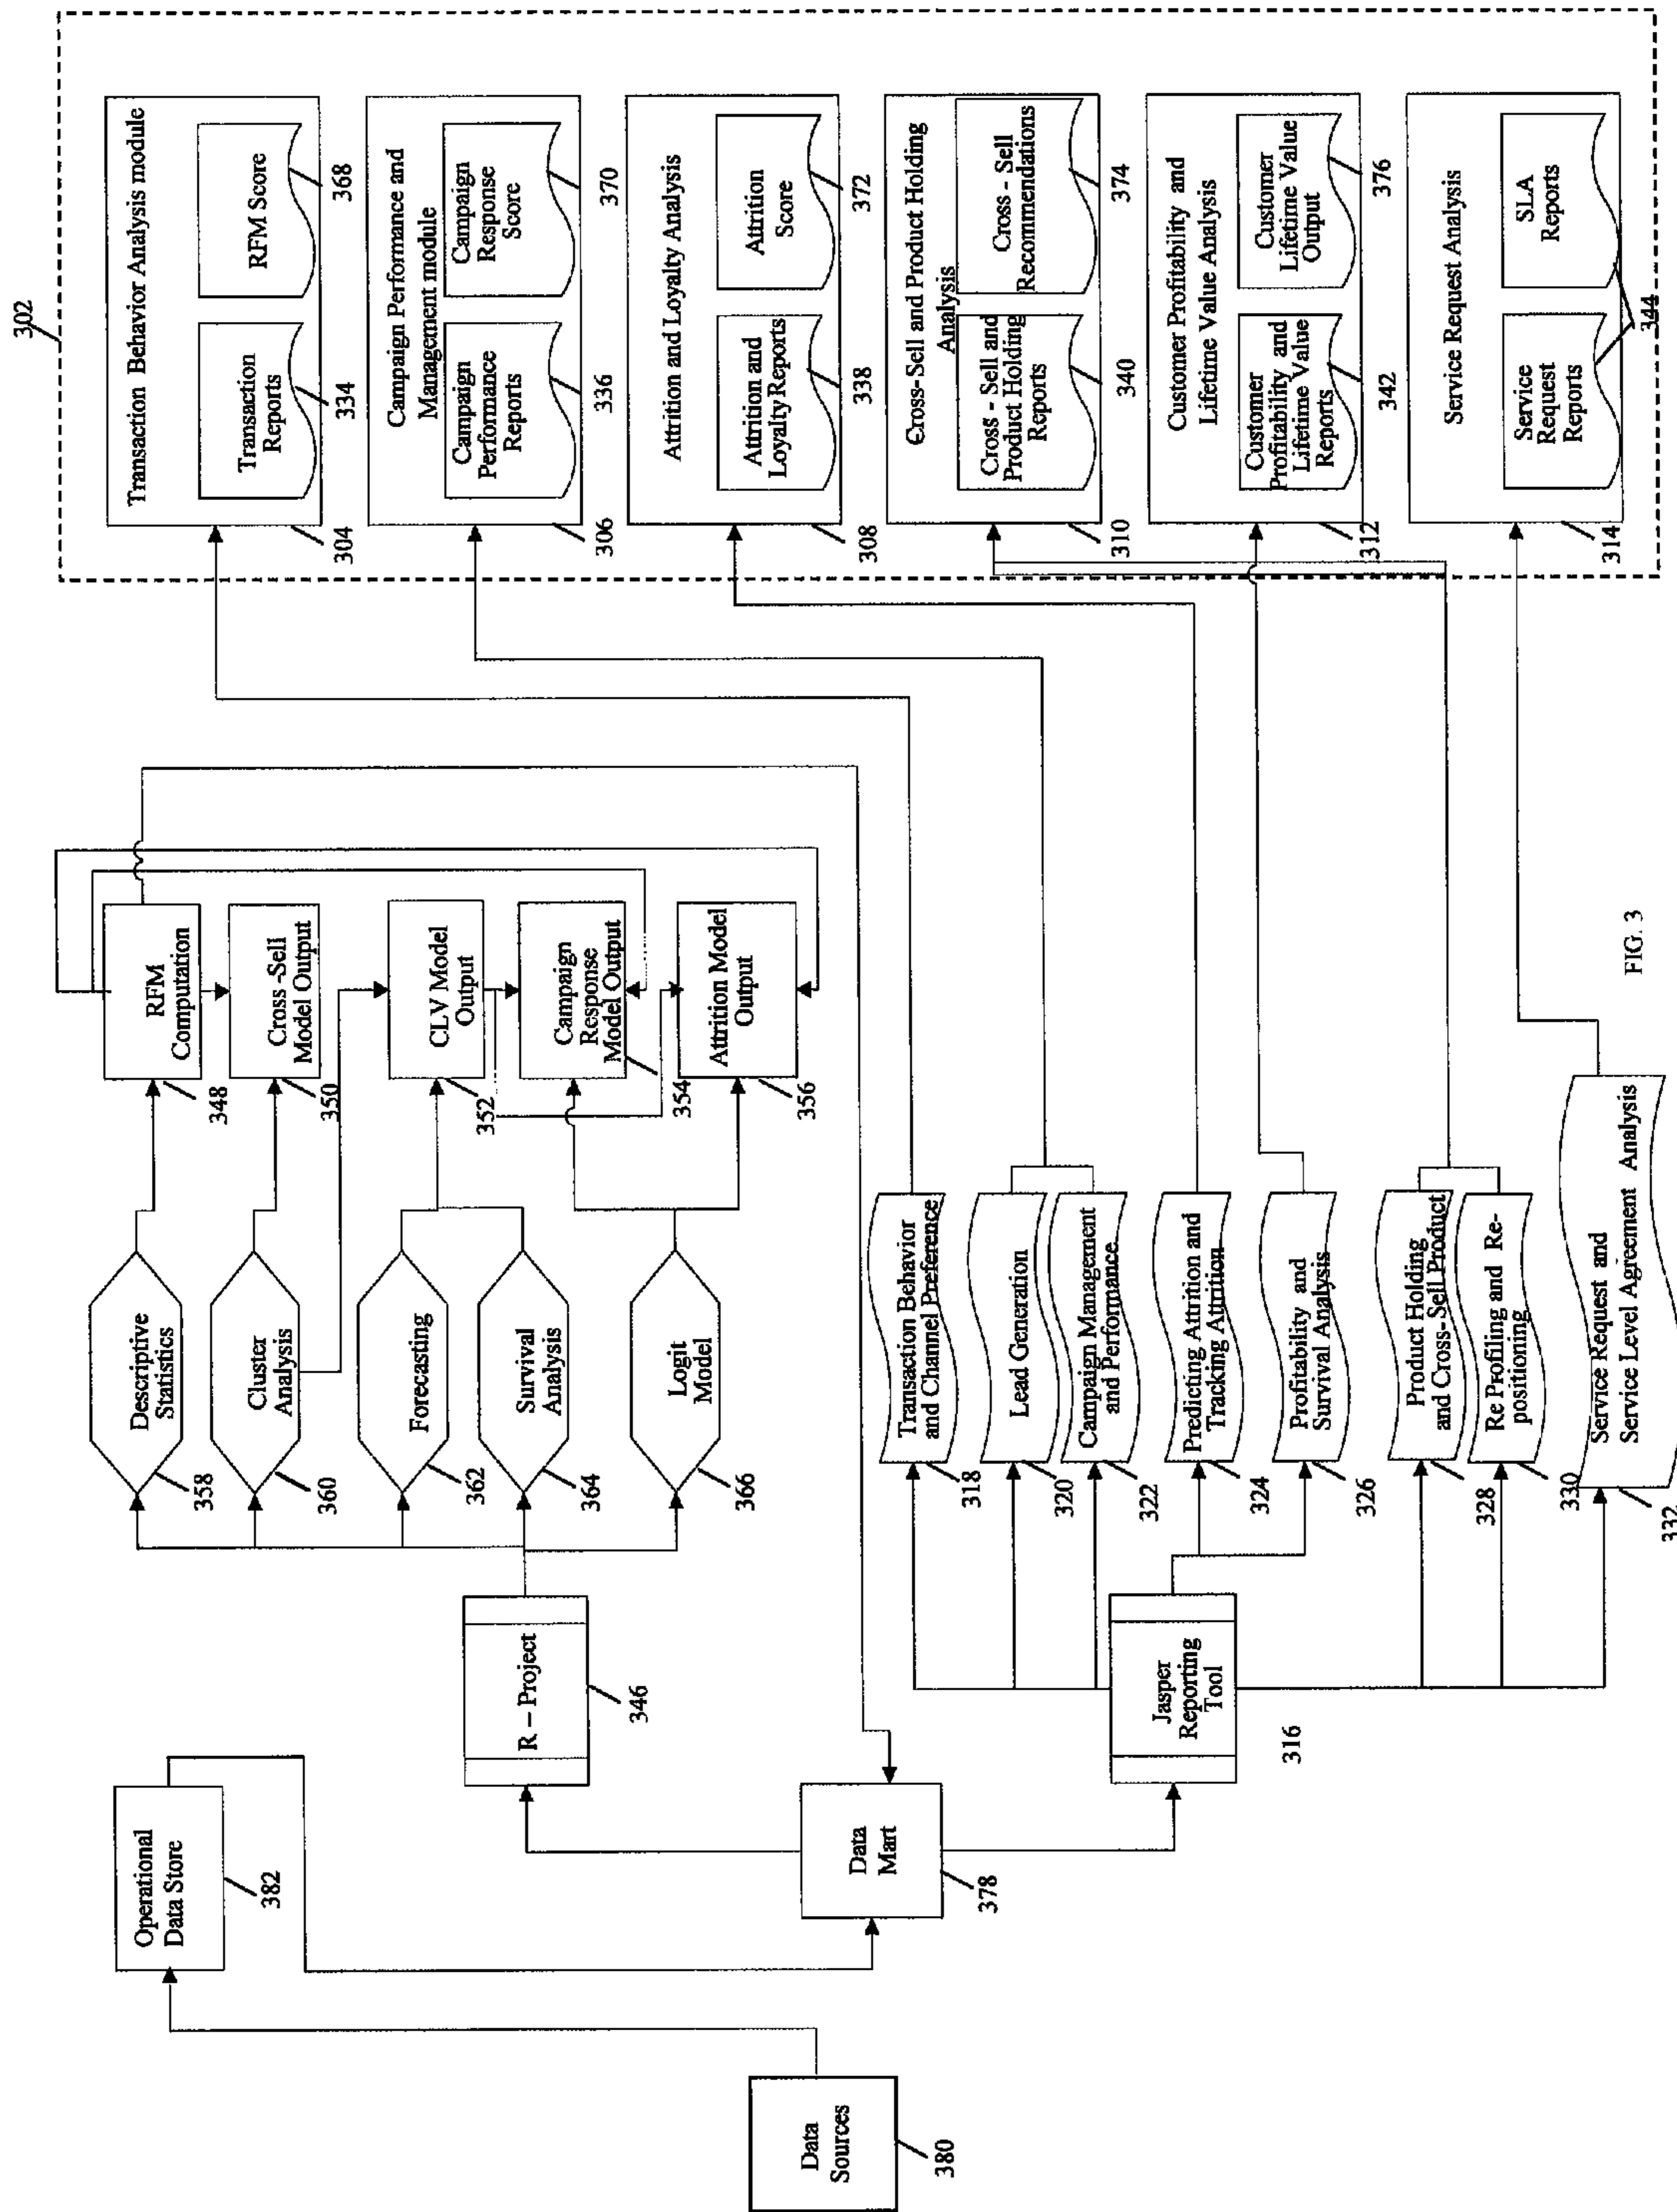 302
Transaction Behavior Analysis module
Transaction
Reports
334
RFM Score
368
304
Campaign Performance and
Management module
Campaign
Performance
Reports
336
Campaign
Response
Score
370
306
Attrition and Loyalty Analysis
Attrition and
Loyalty Reports
338
Attrition
Score
372
308
Cross-Sell and Product Holding
Analysis
Cross - Sell and
Product Holding
Reports
340
Cross - Sell
Recommendations
374
310
Customer Profitability and
Lifetime Value Analysis
Customer
Profitability and
Lifetime Value
Reports
342
Customer
Lifetime Value
Output
376
312
Service Request Analysis
Service
Request
Reports
SLA
Reports
344
314
RFM
Computation
348
Cross -Sell
Model Output
350
CLV Model
Output
352
Campaign
Response
Model Output
354
Attrition Model
Output
356
Descriptive
Statistics
358
Cluster
Analysis
360
Forecasting
362
Survival
Analysis
364
Logit
Model
366
Transaction Behavior
and Channel Preference
318
Lead Generation
320
Campaign Management
and Performance
322
Predicting Attrition and
Tracking Attrition
324
Profitability and
Survival Analysis
326
Product Holding
and Cross-Sell Product
328
Re Profiling and Re-
positioning
330
Service Request and
Service Level Agreement Analysis
332
R – Project
346
Jasper
Reporting
Tool
316
Operational
Data Store
382
Data
Mart
378
Data
Sources
380
FIG. 3